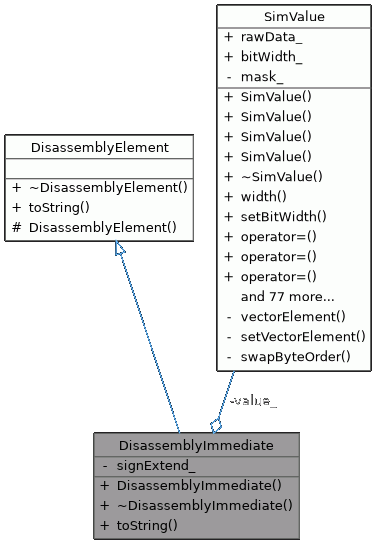 SimValue
+ rawData_
+ bitWidth_
- mask_
+ SimValue()
+ SimValue()
+ SimValue()
+ SimValue()
+ ~SimValue()
+ width()
+ setBitWidth()
+ operator=()
+ operator=()
+ operator=()
and 77 more...
- vectorElement()
- setVectorElement()
- swapByteOrder()
DisassemblyElement
+ ~DisassemblyElement()
+ toString()
# DisassemblyElement()
-value_
DisassemblyImmediate
- signExtend_
+ DisassemblyImmediate()
+ ~DisassemblyImmediate()
+ toString()